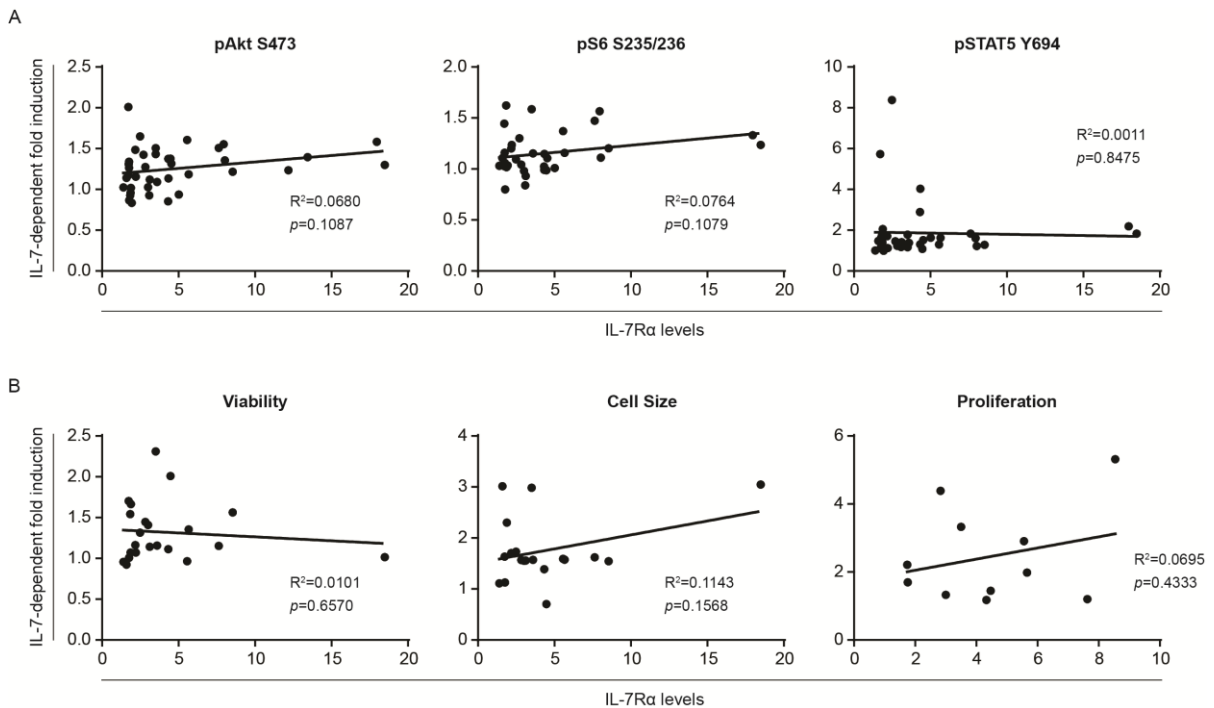 A
pAkt S473
pS6 S235/236
pSTAT5 Y694
IL-7-dependent fold induction
2.5
2.0
1.5
1.0
0.5
0.0
0
5
10
15
20
R²=0.0680
p=0.1087
2.0
1.5
1.0
0.5
0.0
0
5
10
15
20
R²=0.0764
p=0.1079
10
8
6
4
2
0
0
5
10
15
20
R²=0.0011
p=0.8475
IL-7Rα levels
B
Viability
Cell Size
Proliferation
IL-7-dependent fold induction
2.5
2.0
1.5
1.0
0.5
0.0
0
5
10
15
20
R²=0.0101
p=0.6570
4
3
2
1
0
0
5
10
15
20
R²=0.1143
p=0.1568
6
4
2
0
0
2
4
6
8
10
R²=0.0695
p=0.4333
IL-7Rα levels